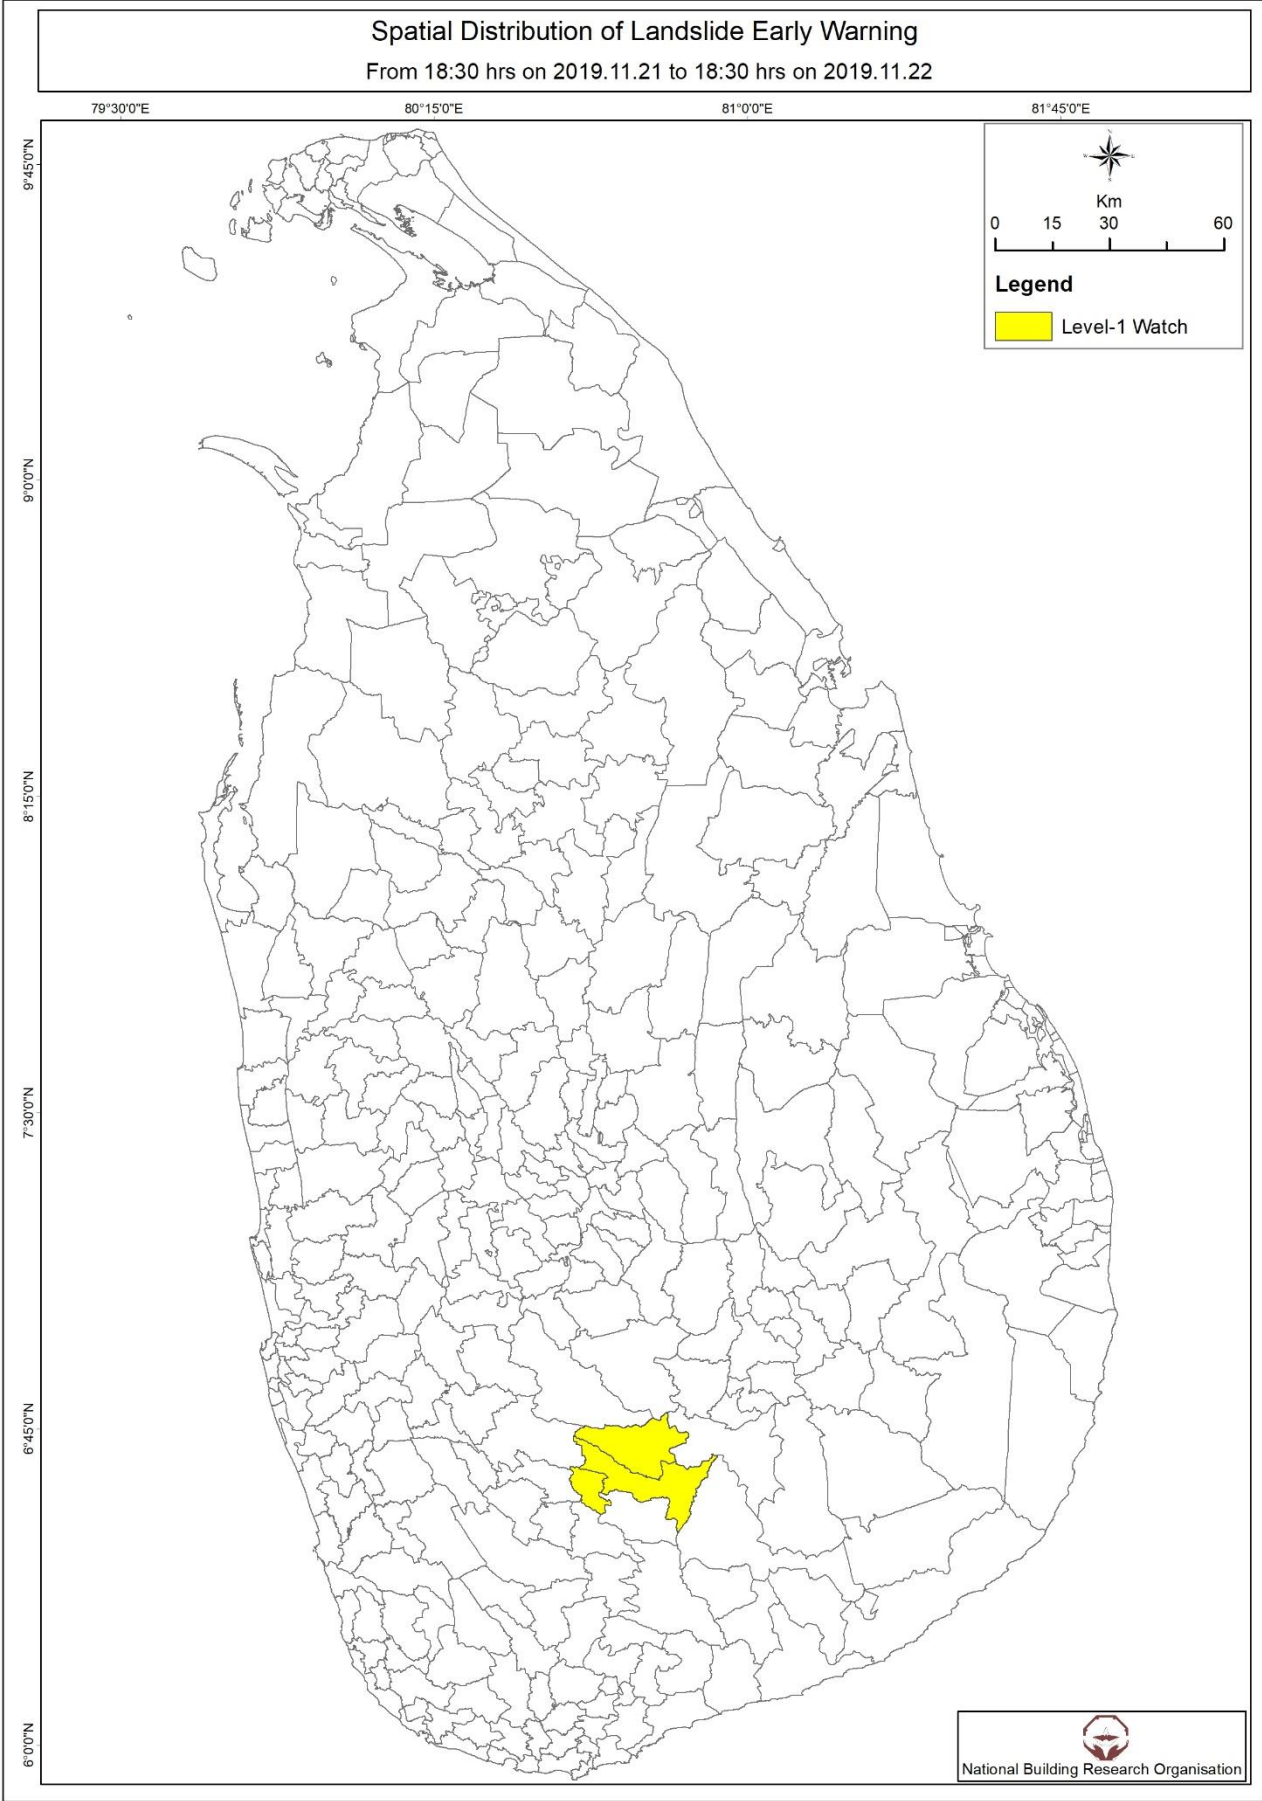 Spatial Distribution of Landslide Early Warning
From 18:30 hrs on 2019.11.21 to 18:30 hrs on 2019.11.22
79°30'0"E 80°15'0"E 81°0'0"E 81°45'0"E
9°45'0"N
N
W E
S
Km
0 15 30 60
Legend
Level-1 Watch
9°0'0"N
8°15'0"N
7°30'0"N
6°45'0"N
6°0'0"N
National Building Research Organisation